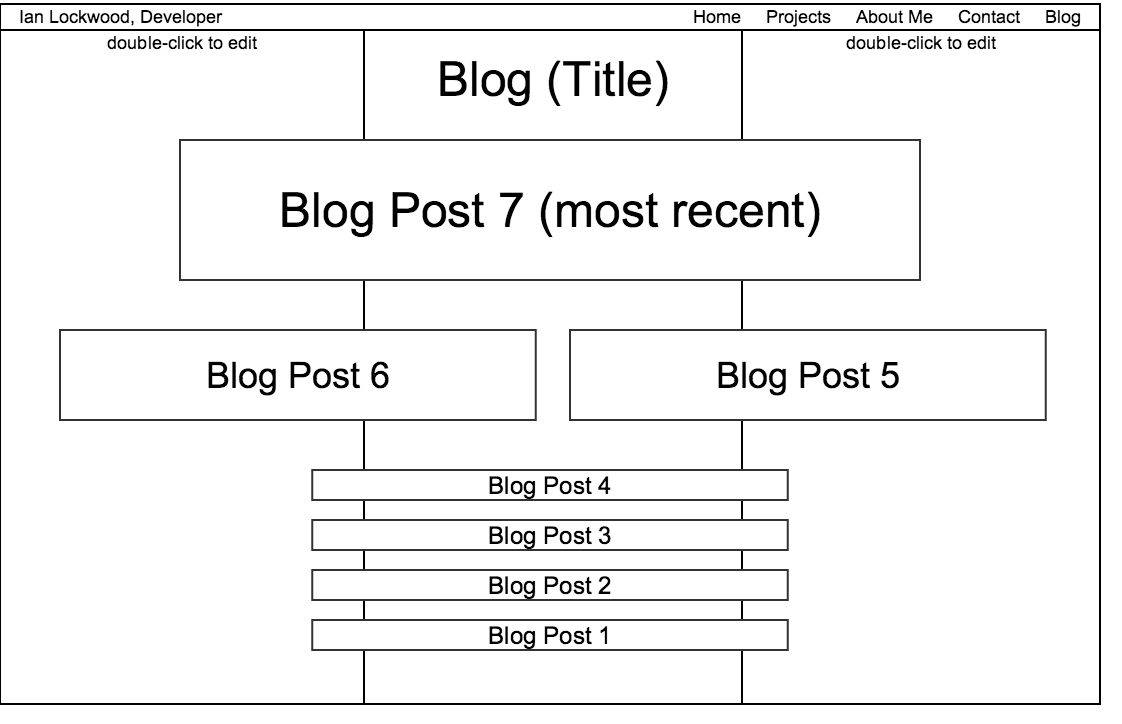 Ian Lockwood, Developer Home Projects About Me Contact Blog
double-click to edit double-click to edit
Blog (Title)
Blog Post 7 (most recent)
Blog Post 6 Blog Post 5
Blog Post 4
Blog Post 3
Blog Post 2
Blog Post 1